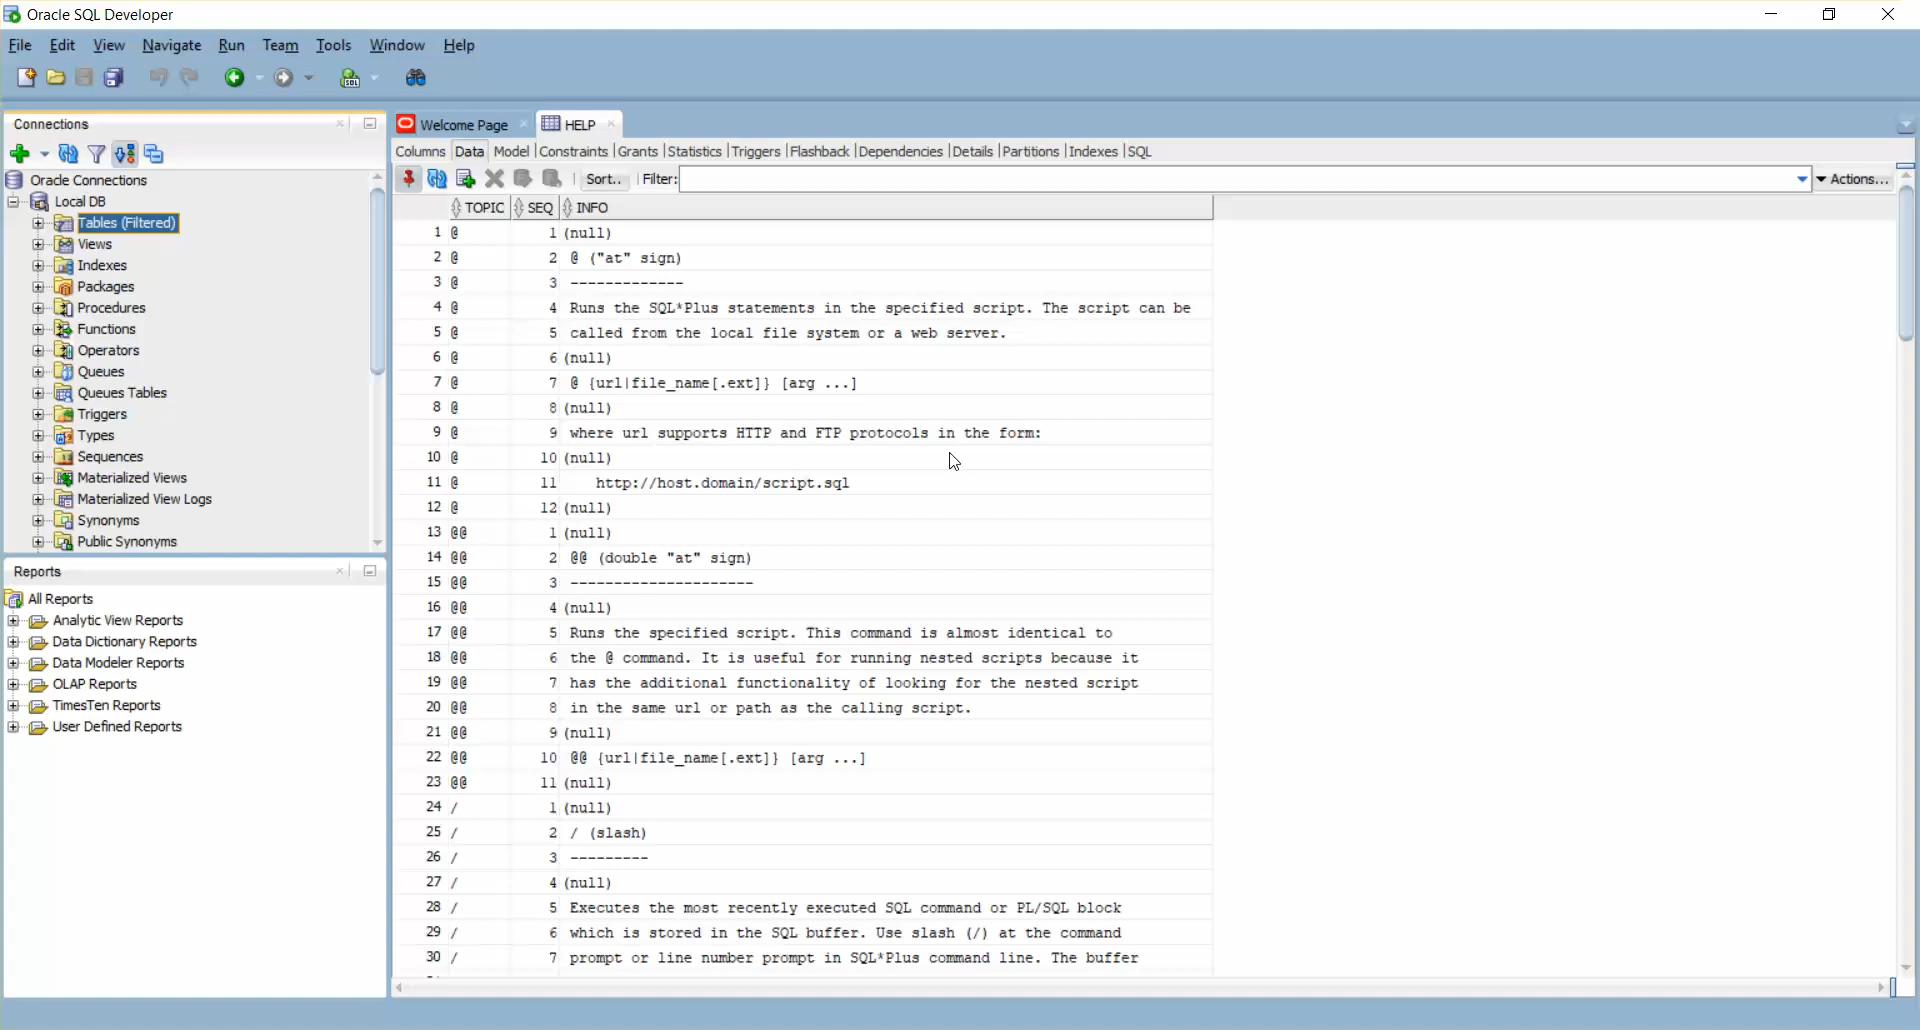 Oracle SQL Developer
File Edit View Navigate Run Team Tools Window Help
Connections
Oracle Connections
Local DB
Tables (Filtered)
Views
Indexes
Packages
Procedures
Functions
Operators
Queues
Queues Tables
Triggers
Types
Sequences
Materialized Views
Materialized View Logs
Synonyms
Public Synonyms
Reports
All Reports
Analytic View Reports
Data Dictionary Reports
Data Modeler Reports
OLAP Reports
TimesTen Reports
User Defined Reports
Welcome Page HELP
Columns Data Model Constraints Grants Statistics Triggers Flashback Dependencies Details Partitions Indexes SQL
Sort.. Filter: Actions...
TOPIC SEQ INFO
1 @ 1 (null)
2 @ 2 @ ("at" sign)
3 @ 3 -------------
4 @ 4 Runs the SQL*Plus statements in the specified script. The script can be
5 @ 5 called from the local file system or a web server.
6 @ 6 (null)
7 @ 7 @ {url|file_name[.ext]} [arg ...]
8 @ 8 (null)
9 @ 9 where url supports HTTP and FTP protocols in the form:
10 @ 10 (null)
11 @ 11 http://host.domain/script.sql
12 @ 12 (null)
13 @@ 1 (null)
14 @@ 2 @@ (double "at" sign)
15 @@ 3 ---------------------
16 @@ 4 (null)
17 @@ 5 Runs the specified script. This command is almost identical to
18 @@ 6 the @ command. It is useful for running nested scripts because it
19 @@ 7 has the additional functionality of looking for the nested script
20 @@ 8 in the same url or path as the calling script.
21 @@ 9 (null)
22 @@ 10 @@ {url|file_name[.ext]} [arg ...]
23 @@ 11 (null)
24 / 1 (null)
25 / 2 / (slash)
26 / 3 ---------
27 / 4 (null)
28 / 5 Executes the most recently executed SQL command or PL/SQL block
29 / 6 which is stored in the SQL buffer. Use slash (/) at the command
30 / 7 prompt or line number prompt in SQL*Plus command line. The buffer